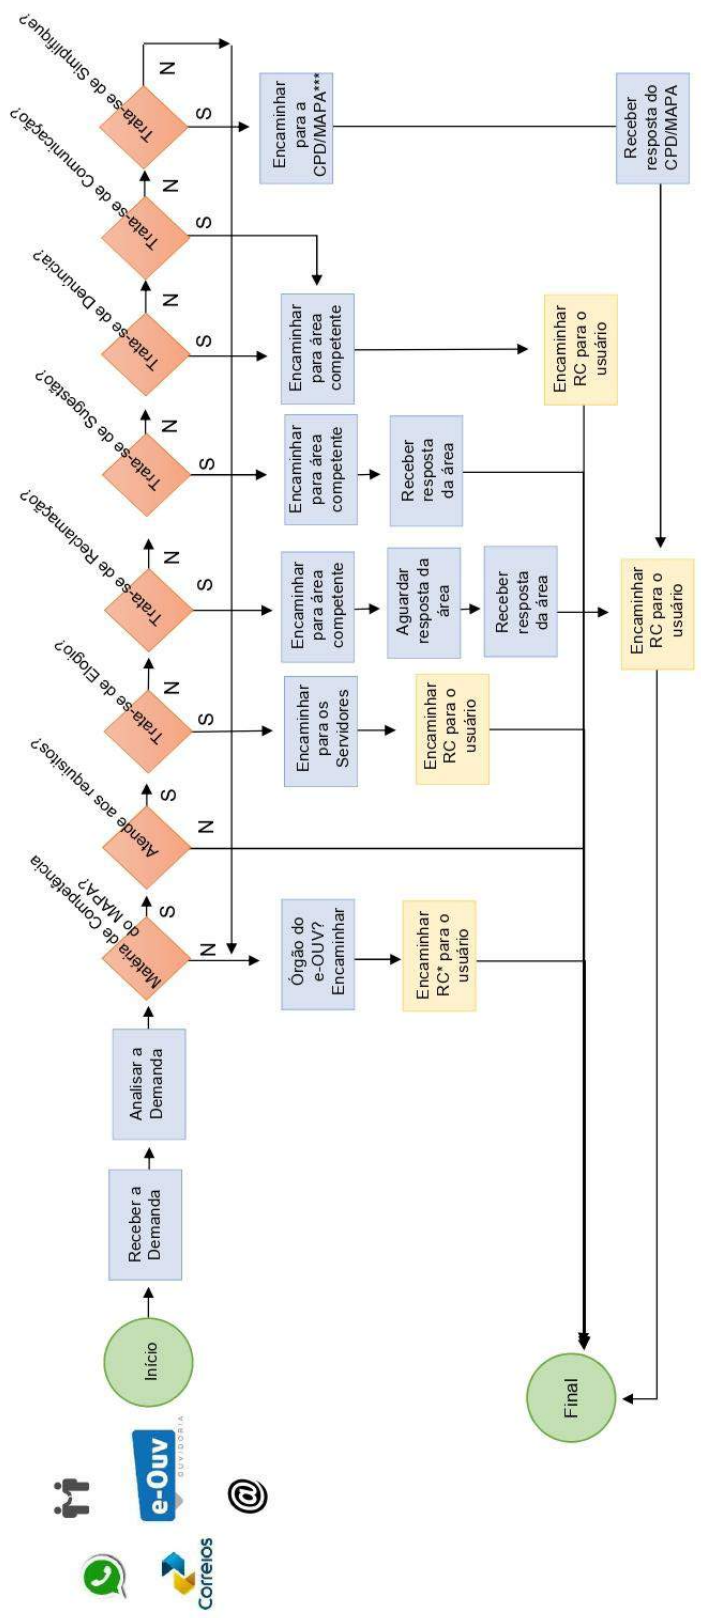 e-Ouv
OUVIDORIA
Correios
@
Início
Receber a
Demanda
Analisar a
Demanda
Matéria de Competência
do MAPA?
S
N
Órgão do
e-OUV?
Encaminhar
Encaminhar
RC* para o
usuário
Atende aos requisitos?
S
N
Trata-se de Elogio?
N
S
Encaminhar
para os
Servidores
Encaminhar
RC para o
usuário
Trata-se de Reclamação?
N
S
Encaminhar
para área
competente
Aguardar
resposta da
área
Receber
resposta
da área
Encaminhar
RC para o
usuário
Trata-se de Sugestão?
N
S
Encaminhar
para área
competente
Receber
resposta
da área
Trata-se de Denúncia?
N
S
Encaminhar
para área
competente
Encaminhar
RC para o
usuário
Trata-se de Comunicação?
N
S
Trata-se de Simplifique?
N
S
Encaminhar
para a
CPD/MAPA***
Receber
resposta do
CPD/MAPA
Final